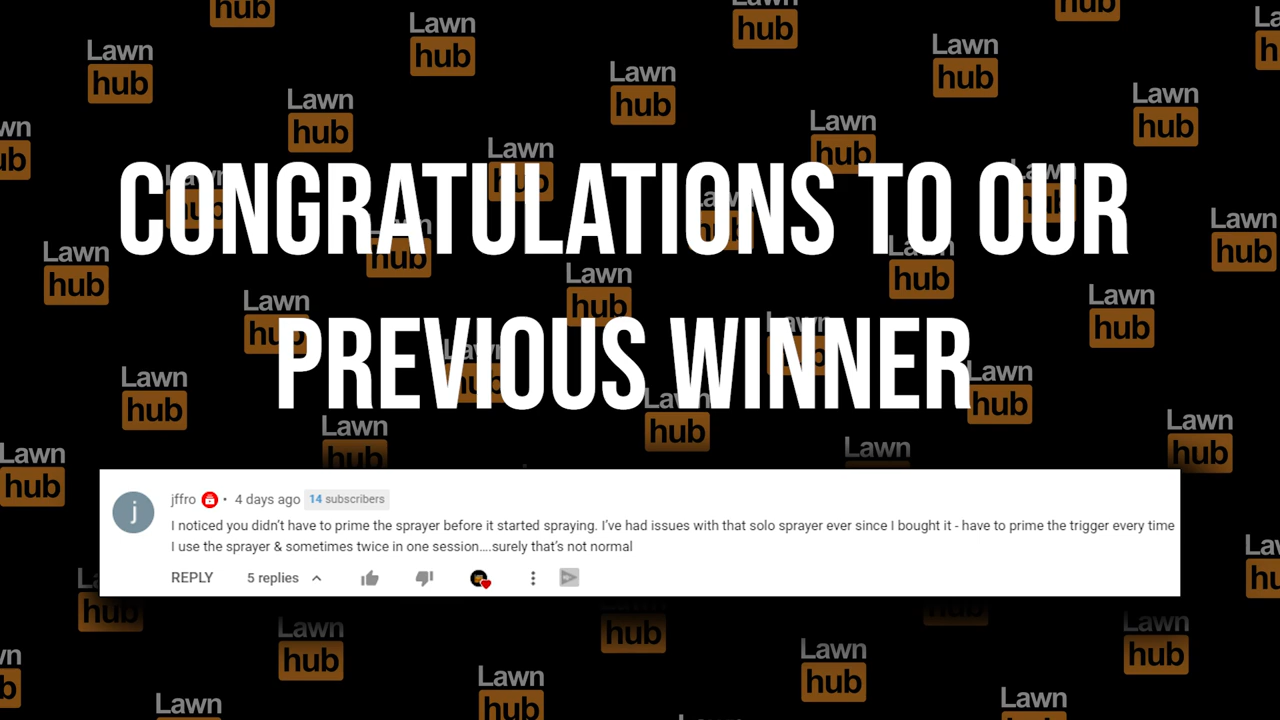 CONGRATULATIONS TO OUR
PREVIOUS WINNER
j
jffro • 4 days ago 14 subscribers
I noticed you didn't have to prime the sprayer before it started spraying. I've had issues with that solo sprayer ever since I bought it - have to prime the trigger every time
I use the sprayer & sometimes twice in one session....surely that's not normal
REPLY 5 replies
Lawn
hub